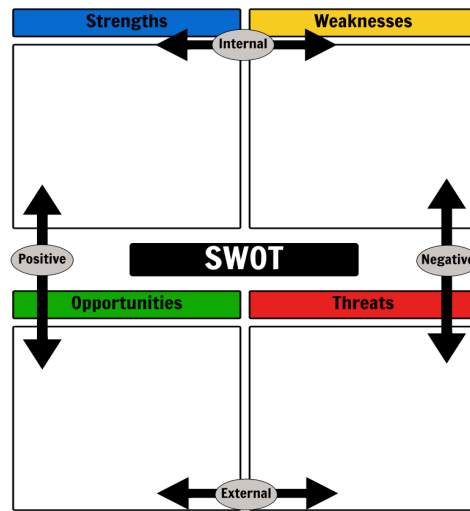 Strengths
Weaknesses
Internal
Positive
SWOT
Negative
Opportunities
Threats
External